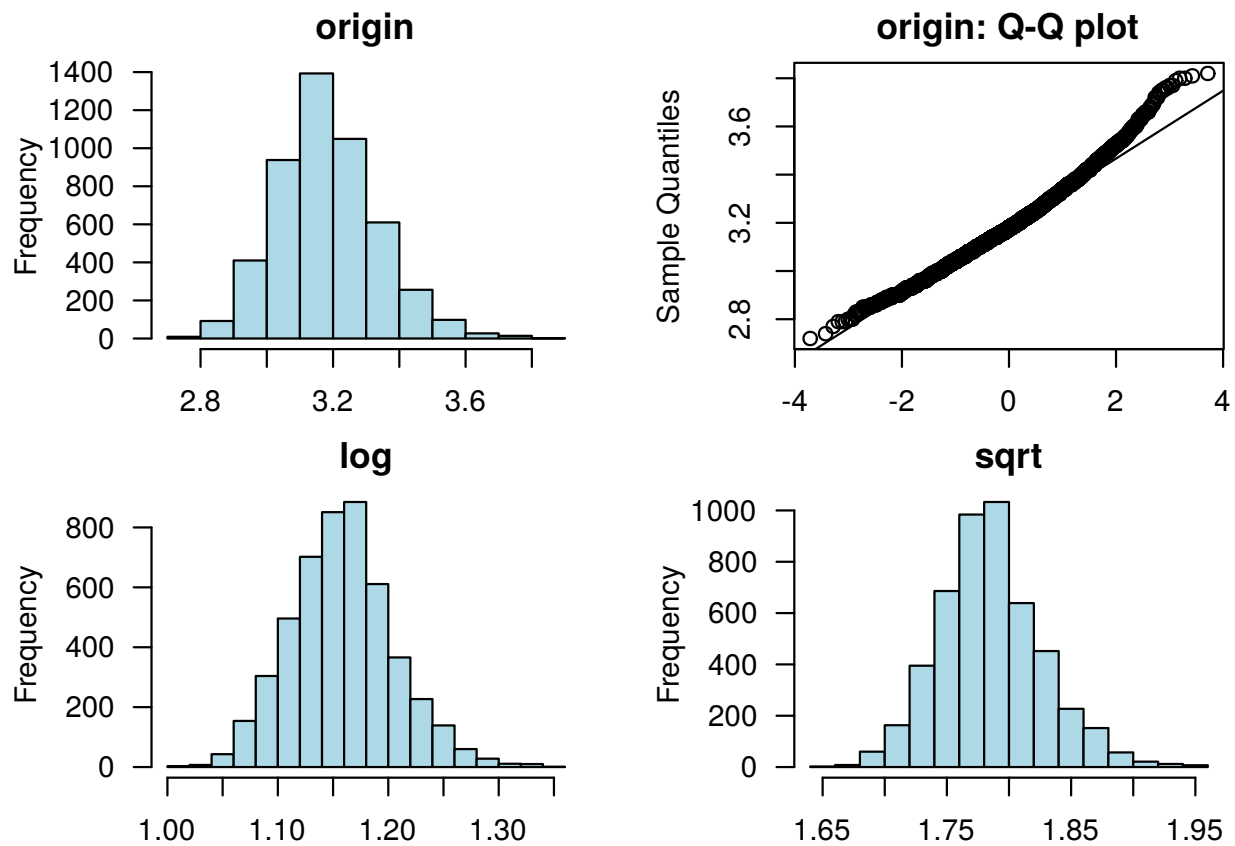 origin
Frequency
1400
1200
1000
800
600
400
200
0
2.8 3.2 3.6
origin: Q-Q plot
Sample Quantiles
3.6
3.2
2.8
-4 -2 0 2 4
log
Frequency
800
600
400
200
0
1.00 1.10 1.20 1.30
sqrt
Frequency
1000
800
600
400
200
0
1.65 1.75 1.85 1.95